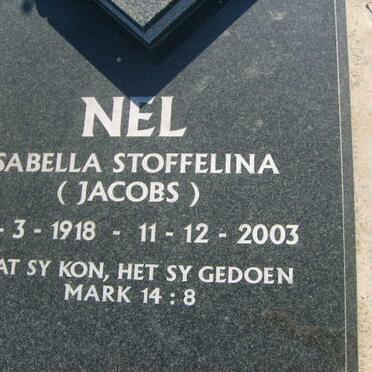 NEL
SABELLA STOFFELINA
( JACOBS )
- 3 - 1918 - 11 - 12 - 2003
AT SY KON, HET SY GEDOEN
MARK 14 : 8